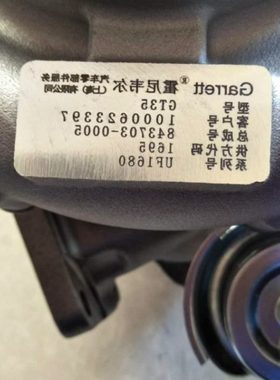 Garrett® 霍尼韦尔 汽车零部件服务
（上海）有限公司
型号 GT35
客户号 1000623397
总成号 843703-0005
供方代码 1695
系列号 UF1680